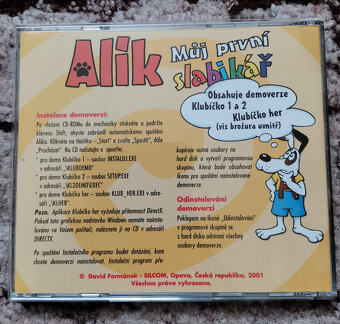 Alík
Můj první
slabikář
Obsahuje demoverze
Klubíčko 1 a 2
Klubíčko her
(viz brožura uvnitř)
Instalace demoverzí:
Po vložení CD-ROMu do mechaniky stiskněte a podržte
klávesu Shift, abyste zabránili automatickému spuštění
Alíka. Klikněte na tlačítko „Start" a zvolte „Spustit", dále
„Procházet". Na CD nalistujte a spusťte:
* pro demo Klubíčka 1 – soubor INSTALUJ.EXE
v adresáři „KLUBDEMO"
* pro demo Klubíčka 2 – soubor SETUP.EXE
v adresáři „KL2DEMO\EXEC"
* pro demo Klubíčka her – soubor KLUB_HER.EXE v adre-
sáři „KLHER"
Pozn. Aplikace Klubíčko her vyžaduje přítomnost DirectX.
Pokud tuto grafickou nadstavbu Windows nemáte nainsta-
lovánu ve Vašem počítači, naleznete ji na CD v adresáři
DIRECTX.
Po spuštění instalačního programu budet dotázáni, kam
chcete demoverzi nainstalovat. Instalační program pře-
kopíruje nutné soubory na
hard disk a vytvoří programovou
skupinu, která bude obsahovat
ikonu pro spuštění nainstalované
demoverze.
Odinstalování
demoverzí
Poklepem na ikoně „Odinstalování"
v programové skupině se
z hard disku odstraní všechny
soubory demoverze.
© David Formánek - SILCOM, Opava, Česká republika, 2001
Všechna práva vyhrazena.